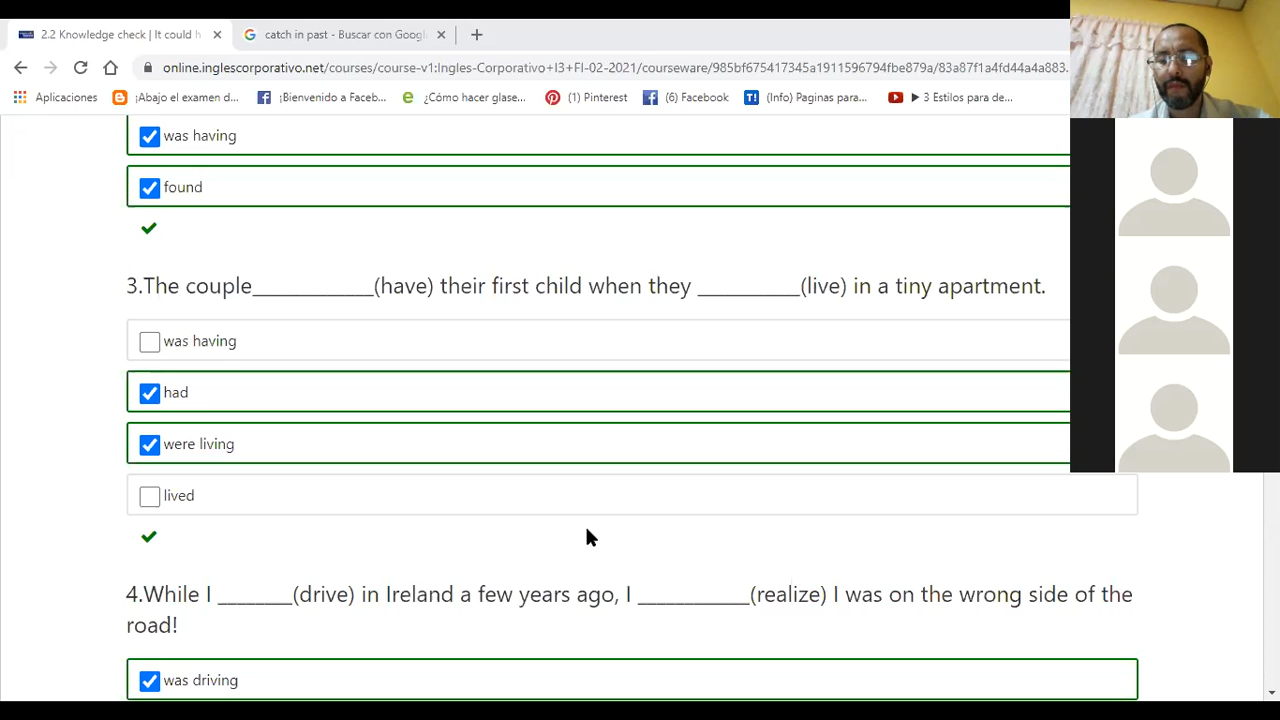 2.2 Knowledge check | It could h
catch in past - Buscar con Googl
online.inglescorporativo.net/courses/course-v1:Ingles-Corporativo+I3+FI-02-2021/courseware/985bf675417345a1911596794fbe879a/83a87f1a4fd44a4a883.
Aplicaciones
¡Abajo el examen d...
¡Bienvenido a Faceb...
¿Cómo hacer glase...
(1) Pinterest
(6) Facebook
(Info) Paginas para...
3 Estilos para de...
was having
found
3.The couple____________(have) their first child when they __________(live) in a tiny apartment.
was having
had
were living
lived
4.While I ________(drive) in Ireland a few years ago, I ___________(realize) I was on the wrong side of the
road!
was driving